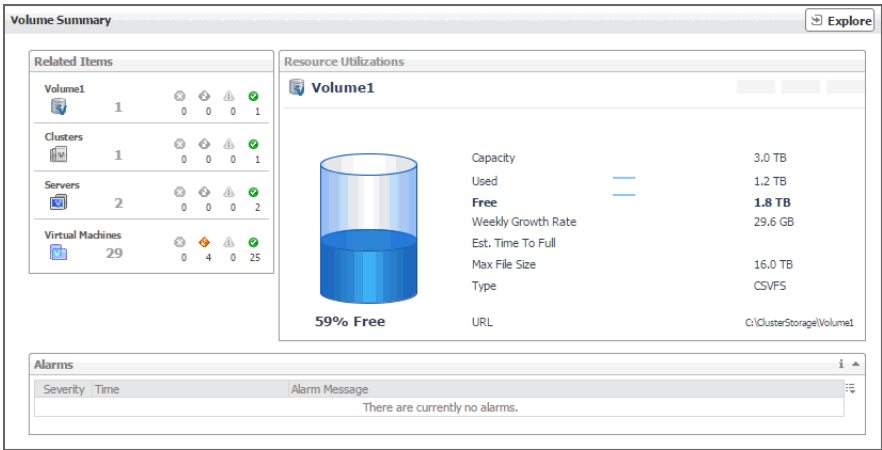 Volume Summary
Explore
Related Items
Volume1
1
0 0 0 1
Clusters
1
0 0 0 1
Servers
2
0 0 0 2
Virtual Machines
29
0 4 0 25
Resource Utilizations
Volume1
Capacity 3.0 TB
Used 1.2 TB
Free 1.8 TB
Weekly Growth Rate 29.6 GB
Est. Time To Full
Max File Size 16.0 TB
Type CSVFS
59% Free
URL C:\ClusterStorage\Volume1
Alarms
Severity Time Alarm Message
There are currently no alarms.